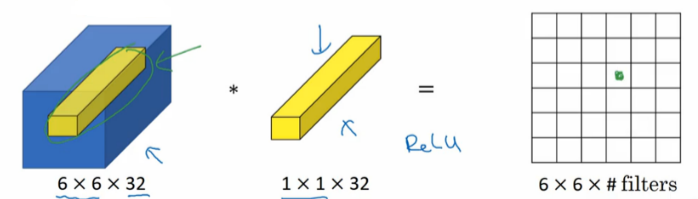 * =
ReLU
6 × 6 × 32
1 × 1 × 32
6 × 6 × # filters